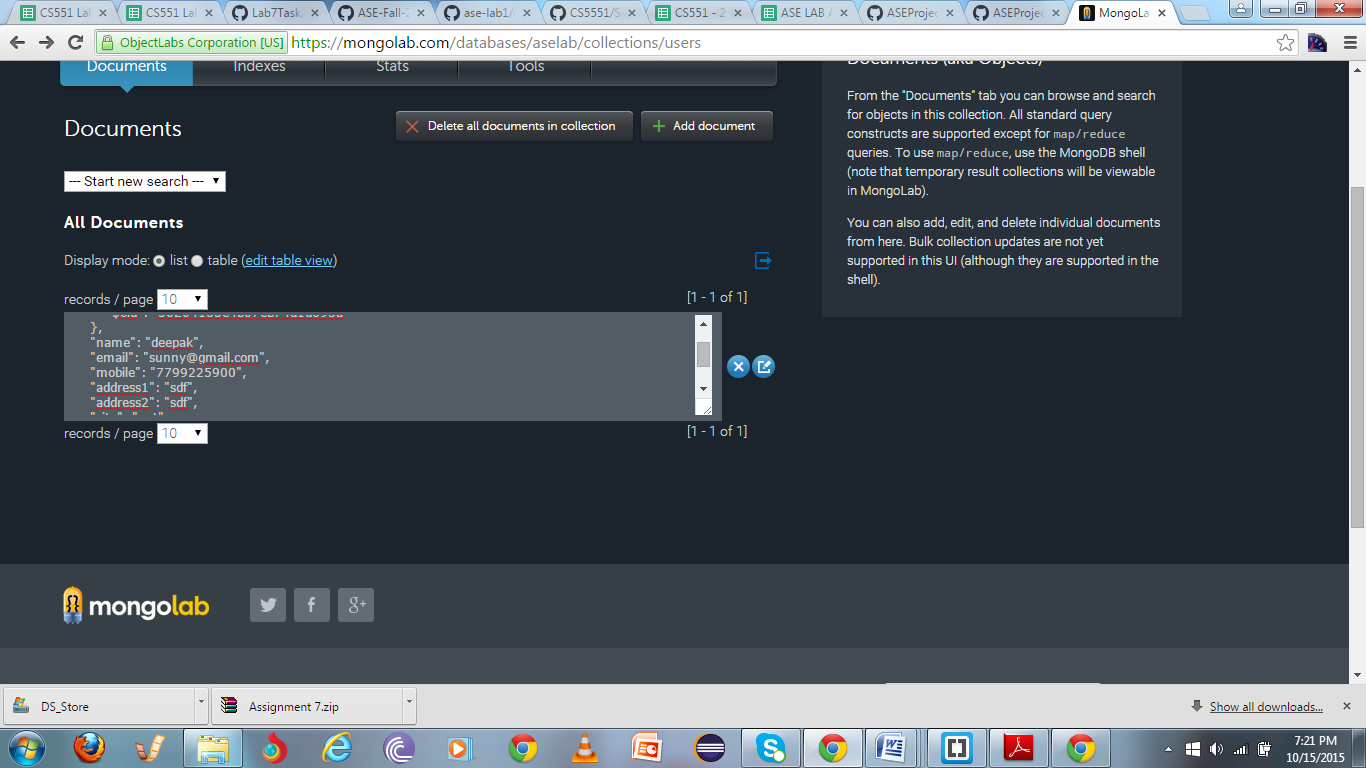 CS551 Lal
CS551 Lal
Lab7Task/
ASE-Fall-2
ase-lab1/
CS5551/S
CS551 - 2
ASE LAB A
ASEProjec
ASEProjec
MongoLa
ObjectLabs Corporation [US] https://mongolab.com/databases/aselab/collections/users
Documents Indexes Stats Tools
Documents
Delete all documents in collection
Add document
--- Start new search ---
All Documents
Display mode: list table (edit table view)
records / page 10 [1 - 1 of 1]
},
"name": "deepak",
"email": "sunny@gmail.com",
"mobile": "7799225900",
"address1": "sdf",
"address2": "sdf",
records / page 10 [1 - 1 of 1]
Documents (aka Objects)
From the "Documents" tab you can browse and search
for objects in this collection. All standard query
constructs are supported except for map/reduce
queries. To use map/reduce, use the MongoDB shell
(note that temporary result collections will be viewable
in MongoLab).
You can also add, edit, and delete individual documents
from here. Bulk collection updates are not yet
supported in this UI (although they are supported in the
shell).
mongolab
DS_Store
Assignment 7.zip
Show all downloads...
7:21 PM
10/15/2015